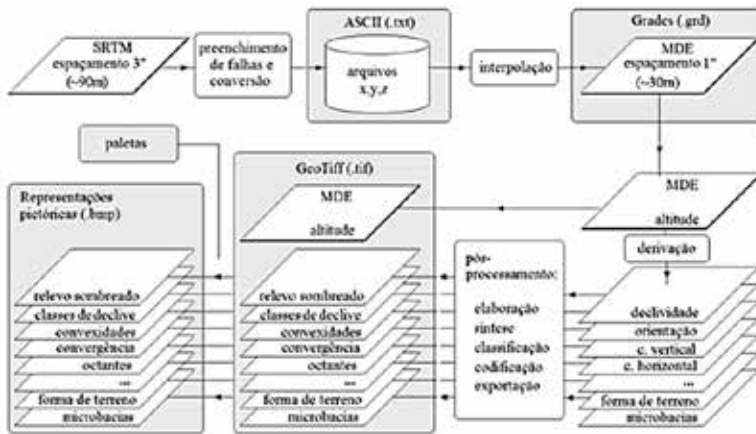 SRTM
espaçamento 3"
(~90m)
preenchimento
de falhas e
conversão
ASCII (.txt)
arquivos
x,y,z
interpolação
Grades (.grd)
MDE
espaçamento 1"
(~30m)
paletas
GeoTiff (.tif)
MDE
altitude
MDE
altitude
derivação
Representações
pictóricas (.bmp)
relevo sombreado
classes de declive
convexidades
convergência
octantes
...
forma de terreno
microbacias
relevo sombreado
classes de declive
convexidades
convergência
octantes
...
forma de terreno
microbacias
pós-
processamento:
elaboração
síntese
classificação
codificação
exportação
declividade
orientação
c. vertical
c. horizontal
...
forma de terreno
microbacias